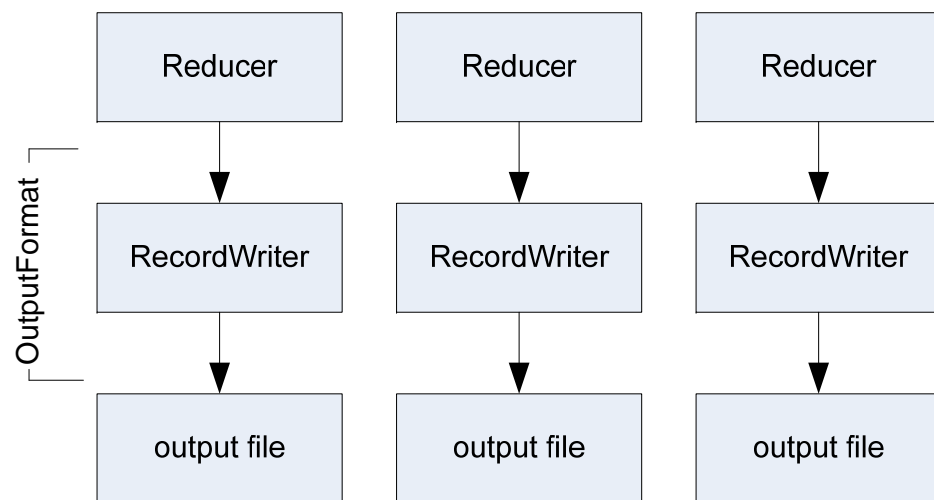 Reducer
Reducer
Reducer
OutputFormat
RecordWriter
RecordWriter
RecordWriter
output file
output file
output file